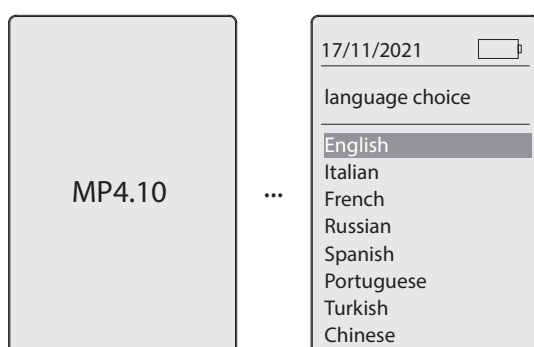 MP4.10
...
17/11/2021
language choice
English
Italian
French
Russian
Spanish
Portuguese
Turkish
Chinese